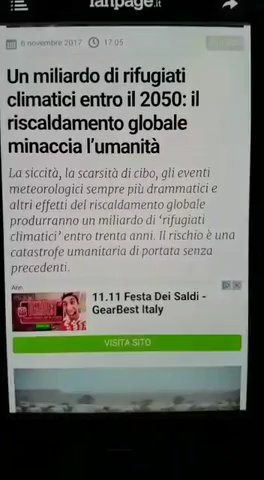 fanpage.it
6 novembre 2017 17:05
Un miliardo di rifugiati
climatici entro il 2050: il
riscaldamento globale
minaccia l'umanità
La siccità, la scarsità di cibo, gli eventi
meteorologici sempre più drammatici e
altri effetti del riscaldamento globale
produrranno un miliardo di 'rifugiati
climatici' entro trenta anni. Il rischio è una
catastrofe umanitaria di portata senza
precedenti.
11.11 Festa Dei Saldi -
GearBest Italy
VISITA SITO